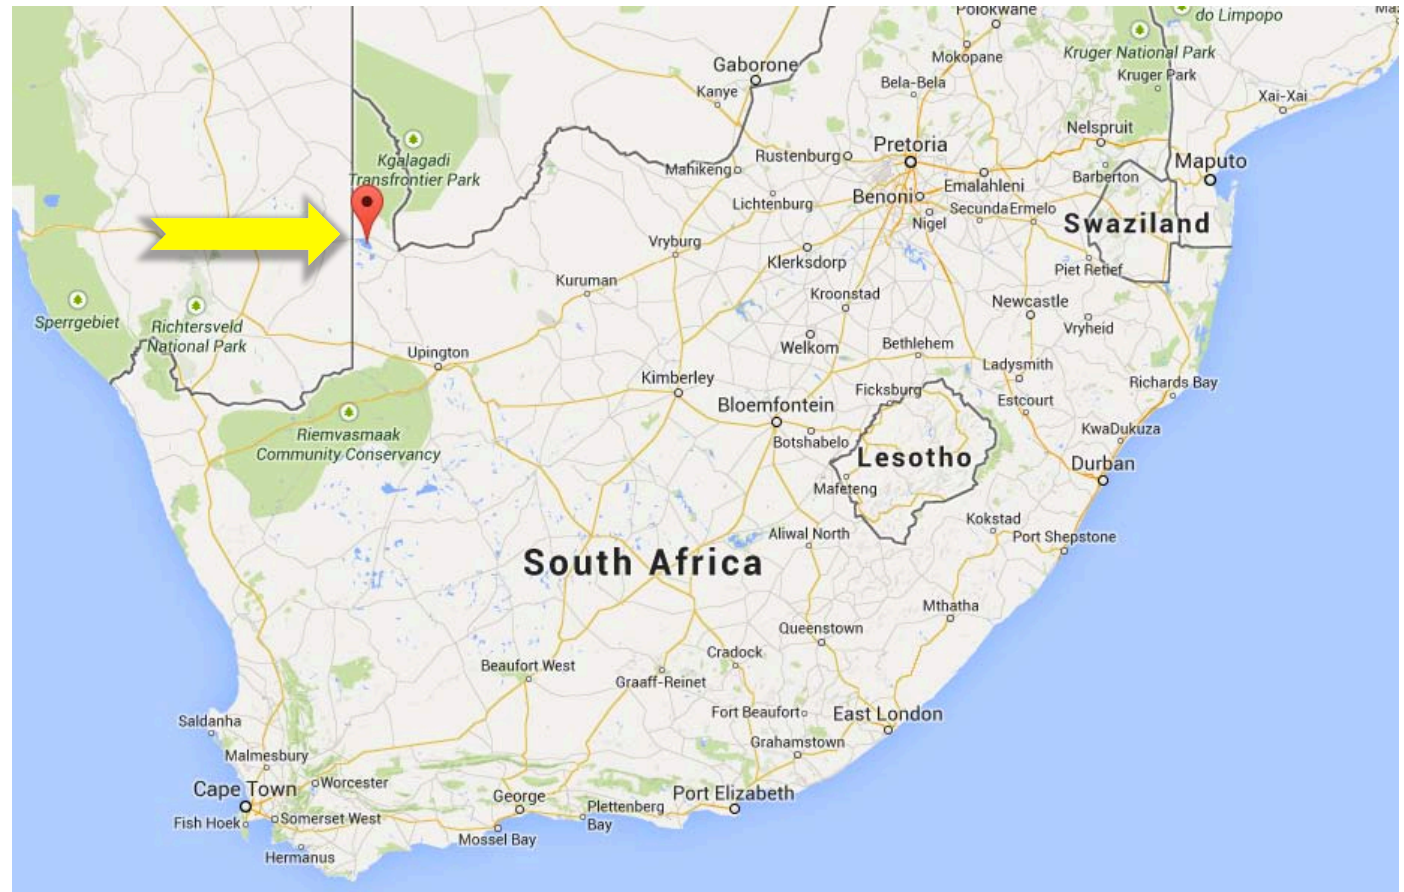 Polokwane
do Limpopo
Mokopane
Kruger National Park
Gaborone
Bela-Bela
Kruger Park
Kanye
Xai-Xai
Nelspruit
Pretoria
Kgalagadi
Transfrontier Park
Rustenburg
Mahikeng
Maputo
Barberton
Emalahleni
Benoni
Lichtenburg
Secunda
Ermelo
Nigel
Swaziland
Vryburg
Klerksdorp
Piet Retief
Kuruman
Kroonstad
Newcastle
Vryheid
Sperrgebiet
Richtersveld
National Park
Welkom
Bethlehem
Upington
Ladysmith
Kimberley
Richards Bay
Ficksburg
Estcourt
Bloemfontein
KwaDukuza
Riemvasmaak
Community Conservancy
Botshabelo
Lesotho
Durban
Mafeteng
Kokstad
Aliwal North
Port Shepstone
South Africa
Mthatha
Queenstown
Cradock
Beaufort West
Graaff-Reinet
Fort Beaufort
East London
Saldanha
Grahamstown
Malmesbury
Cape Town
Worcester
George
Plettenberg
Bay
Port Elizabeth
Fish Hoek
Somerset West
Mossel Bay
Hermanus